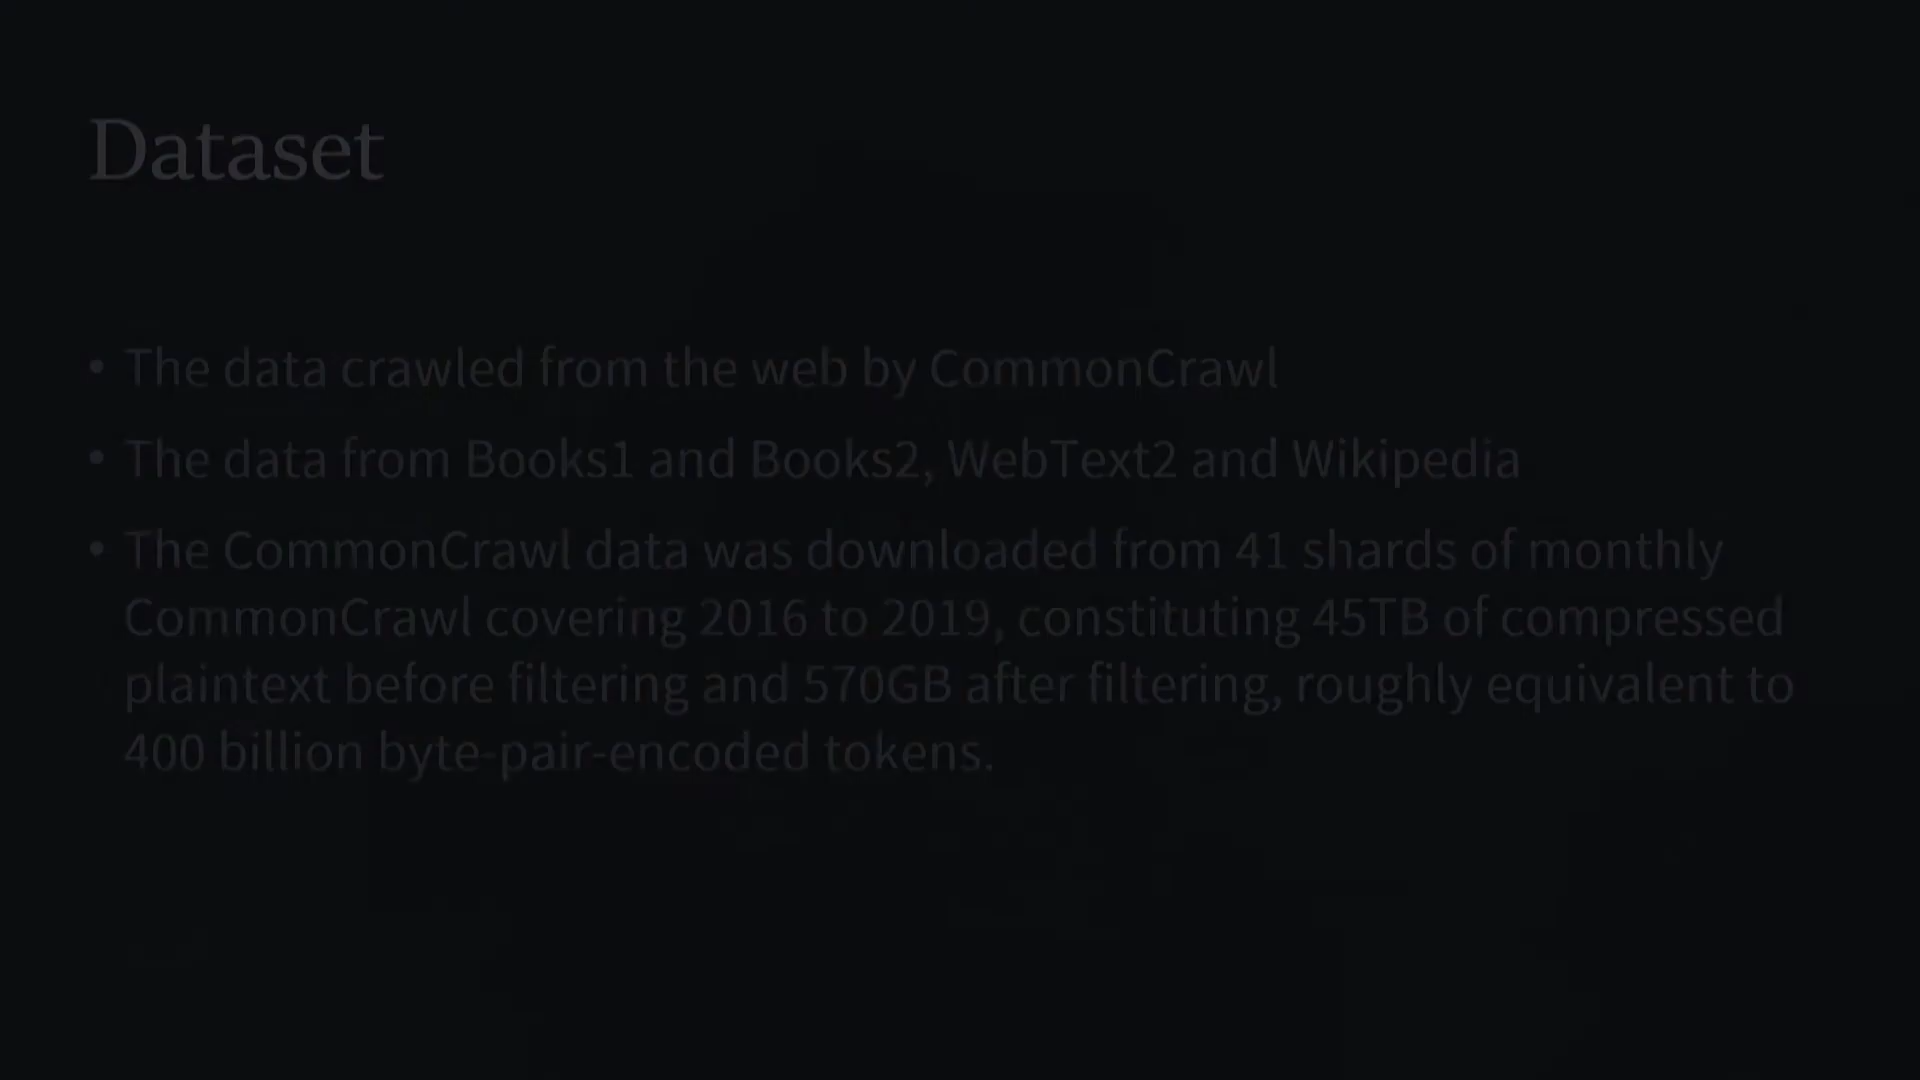 Dataset
• The data crawled from the web by CommonCrawl
• The data from Books1 and Books2, WebText2 and Wikipedia
• The CommonCrawl data was downloaded from 41 shards of monthly
CommonCrawl covering 2016 to 2019, constituting 45TB of compressed
plaintext before filtering and 570GB after filtering, roughly equivalent to
400 billion byte-pair-encoded tokens.